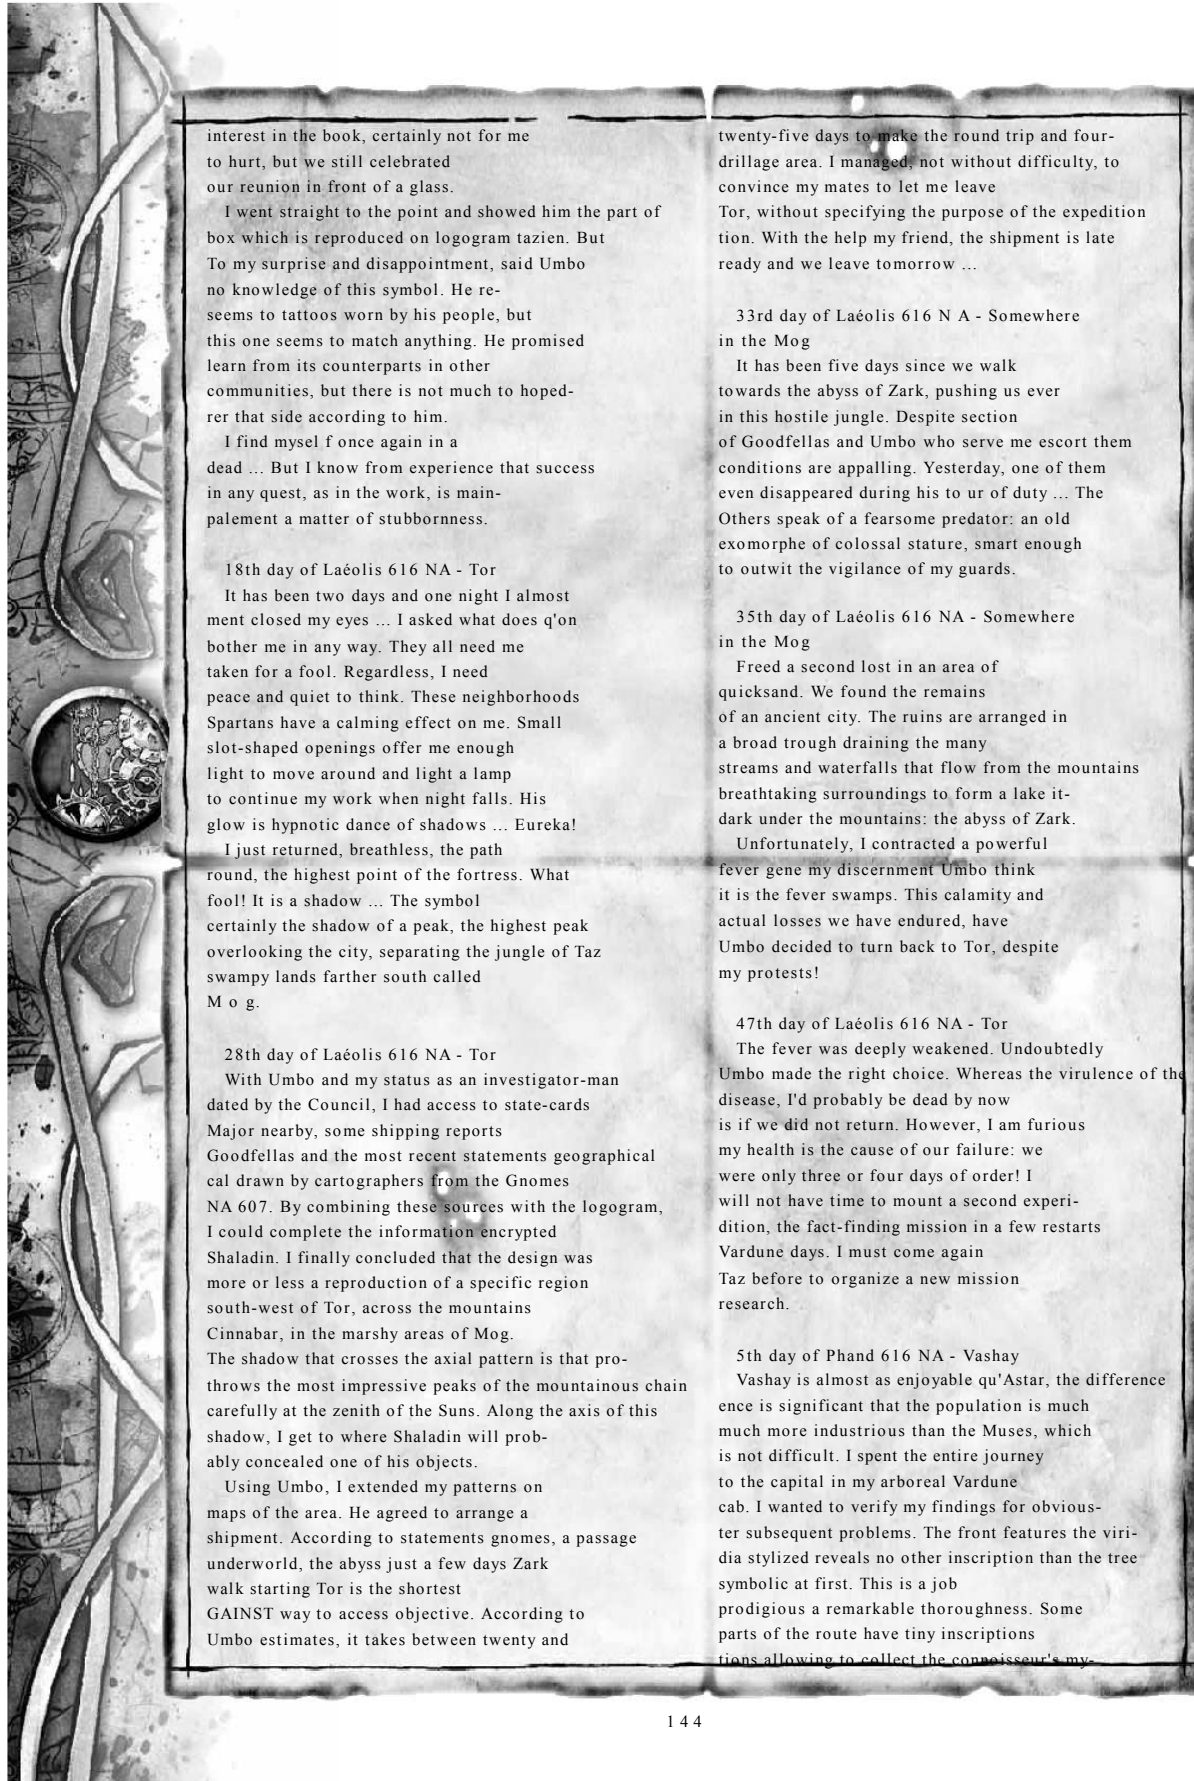 interest in the book, certainly not for me
to hurt, but we still celebrated
our reunion in front of a glass.
I went straight to the point and showed him the part of
box which is reproduced on logogram tazien. But
To my surprise and disappointment, said Umbo
no knowledge of this symbol. He re-
seems to tattoos worn by his people, but
this one seems to match anything. He promised
learn from its counterparts in other
communities, but there is not much to hoped-
rer that side according to him.
I find mysel f once again in a
dead ... But I know from experience that success
in any quest, as in the work, is main-
palement a matter of stubbornness.

18th day of Laéolis 616 NA - Tor
It has been two days and one night I almost
ment closed my eyes ... I asked what does q'on
bother me in any way. They all need me
taken for a fool. Regardless, I need
peace and quiet to think. These neighborhoods
Spartans have a calming effect on me. Small
slot-shaped openings offer me enough
light to move around and light a lamp
to continue my work when night falls. His
glow is hypnotic dance of shadows ... Eureka!
I just returned, breathless, the path
round, the highest point of the fortress. What
fool! It is a shadow ... The symbol
certainly the shadow of a peak, the highest peak
overlooking the city, separating the jungle of Taz
swampy lands farther south called
M o g.

28th day of Laéolis 616 NA - Tor
With Umbo and my status as an investigator-man
dated by the Council, I had access to state-cards
Major nearby, some shipping reports
Goodfellas and the most recent statements geographical
cal drawn by cartographers from the Gnomes
NA 607. By combining these sources with the logogram,
I could complete the information encrypted
Shaladin. I finally concluded that the design was
more or less a reproduction of a specific region
south-west of Tor, across the mountains
Cinnabar, in the marshy areas of Mog.
The shadow that crosses the axial pattern is that pro-
throws the most impressive peaks of the mountainous chain
carefully at the zenith of the Suns. Along the axis of this
shadow, I get to where Shaladin will prob-
ably concealed one of his objects.
Using Umbo, I extended my patterns on
maps of the area. He agreed to arrange a
shipment. According to statements gnomes, a passage
underworld, the abyss just a few days Zark
walk starting Tor is the shortest
GAINST way to access objective. According to
Umbo estimates, it takes between twenty and
twenty-five days to make the round trip and four-
drillage area. I managed, not without difficulty, to
convince my mates to let me leave
Tor, without specifying the purpose of the expedition
tion. With the help my friend, the shipment is late
ready and we leave tomorrow ...

33rd day of Laéolis 616 N A - Somewhere
in the Mog
It has been five days since we walk
towards the abyss of Zark, pushing us ever
in this hostile jungle. Despite section
of Goodfellas and Umbo who serve me escort them
conditions are appalling. Yesterday, one of them
even disappeared during his to ur of duty ... The
Others speak of a fearsome predator: an old
exomorphe of colossal stature, smart enough
to outwit the vigilance of my guards.

35th day of Laéolis 616 NA - Somewhere
in the Mog
Freed a second lost in an area of
quicksand. We found the remains
of an ancient city. The ruins are arranged in
a broad trough draining the many
streams and waterfalls that flow from the mountains
breathtaking surroundings to form a lake it-
dark under the mountains: the abyss of Zark.
Unfortunately, I contracted a powerful
fever gene my discernment Umbo think
it is the fever swamps. This calamity and
actual losses we have endured, have
Umbo decided to turn back to Tor, despite
my protests!

47th day of Laéolis 616 NA - Tor
The fever was deeply weakened. Undoubtedly
Umbo made the right choice. Whereas the virulence of the
disease, I'd probably be dead by now
is if we did not return. However, I am furious
my health is the cause of our failure: we
were only three or four days of order! I
will not have time to mount a second experi-
dition, the fact-finding mission in a few restarts
Vardune days. I must come again
Taz before to organize a new mission
research.

5th day of Phand 616 NA - Vashay
Vashay is almost as enjoyable qu'Astar, the difference
ence is significant that the population is much
much more industrious than the Muses, which
is not difficult. I spent the entire journey
to the capital in my arboreal Vardune
cab. I wanted to verify my findings for obvious-
ter subsequent problems. The front features the viri-
dia stylized reveals no other inscription than the tree
symbolic at first. This is a job
prodigious a remarkable thoroughness. Some
parts of the route have tiny inscriptions
tions allowing to collect the connoisseur's my-
144